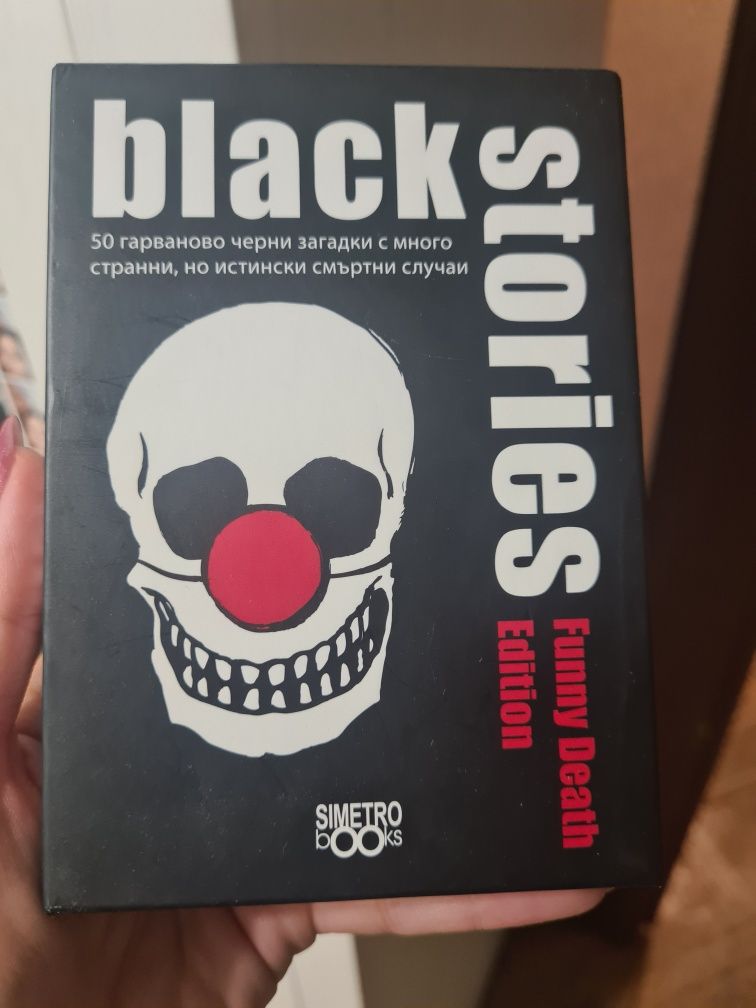 black
stories
50 гарваново черни загадки с много
странни, но истински смъртни случаи
Funny Death
Edition
SIMETRO
books